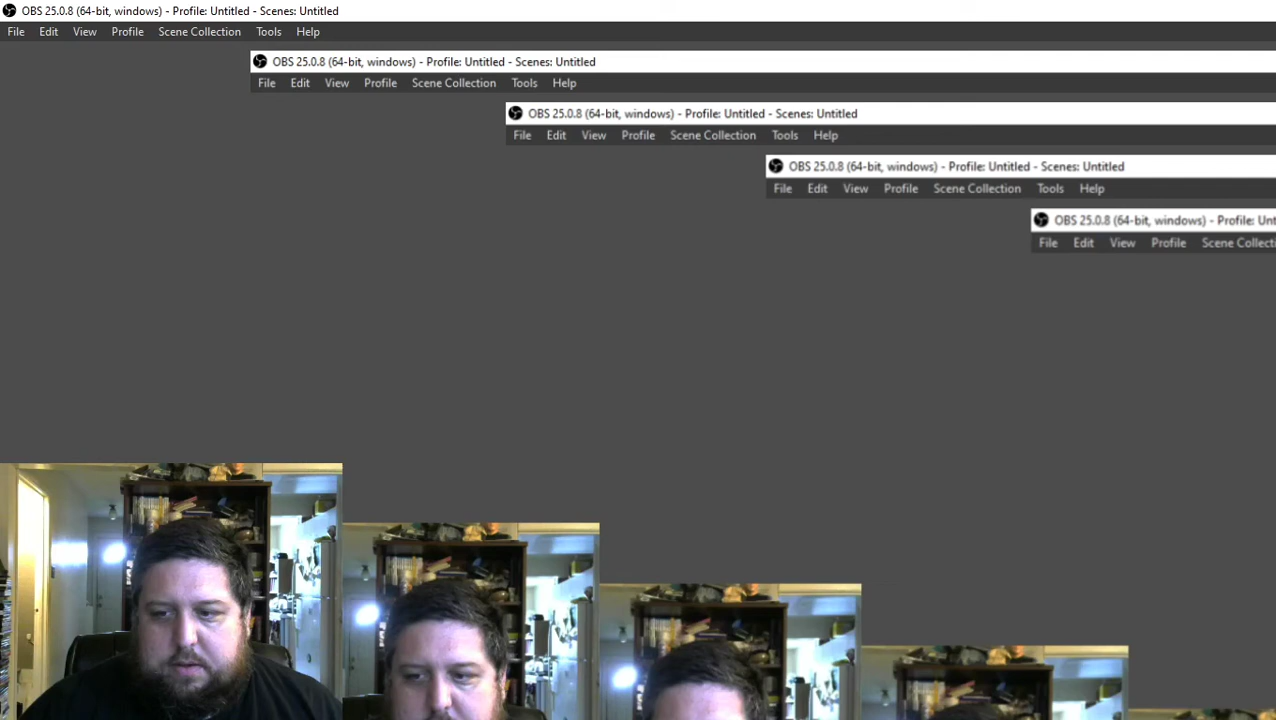 OBS 25.0.8 (64-bit, windows) - Profile: Untitled - Scenes: Untitled
File Edit View Profile Scene Collection Tools Help
OBS 25.0.8 (64-bit, windows) - Profile: Untitled - Scenes: Untitled
File Edit View Profile Scene Collection Tools Help
OBS 25.0.8 (64-bit, windows) - Profile: Untitled - Scenes: Untitled
File Edit View Profile Scene Collection Tools Help
OBS 25.0.8 (64-bit, windows) - Profile: Untitled - Scenes: Untitled
File Edit View Profile Scene Collection Tools Help
OBS 25.0.8 (64-bit, windows) - Profile: Unt
File Edit View Profile Scene Collecti